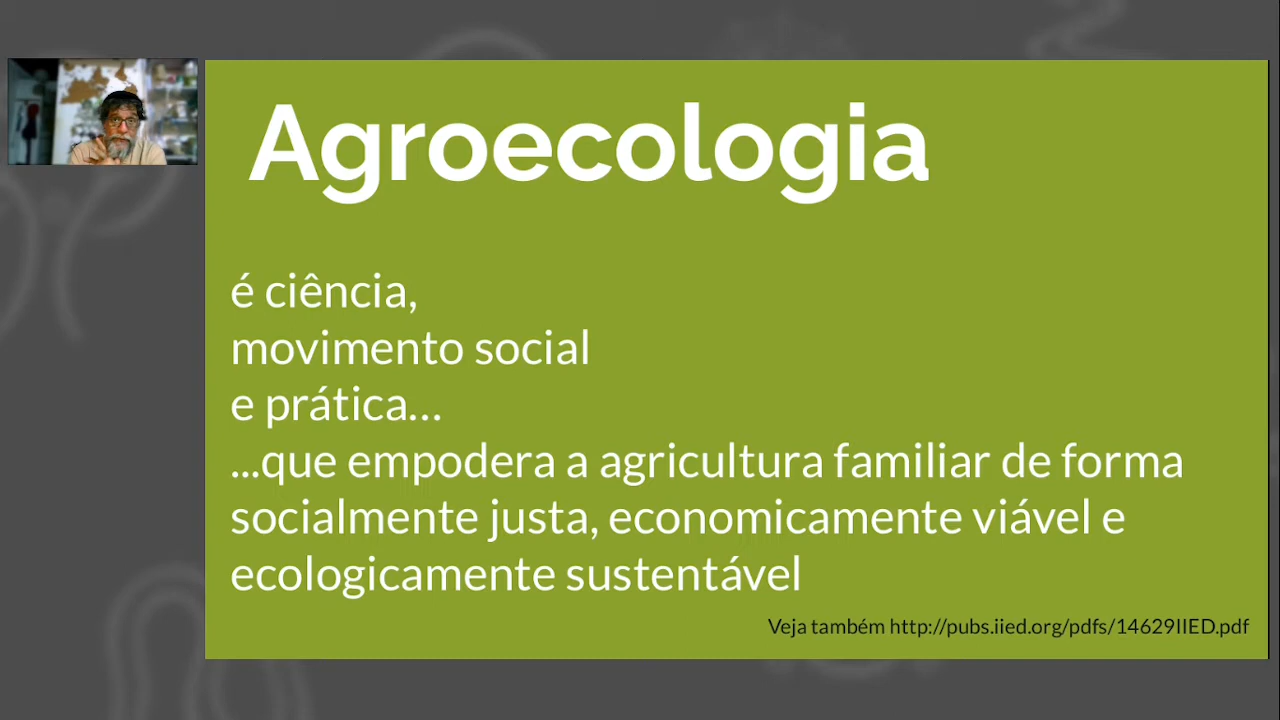 Agroecologia
é ciência,
movimento social
e prática...
...que empodera a agricultura familiar de forma
socialmente justa, economicamente viável e
ecologicamente sustentável
Veja também http://pubs.iied.org/pdfs/14629IIED.pdf